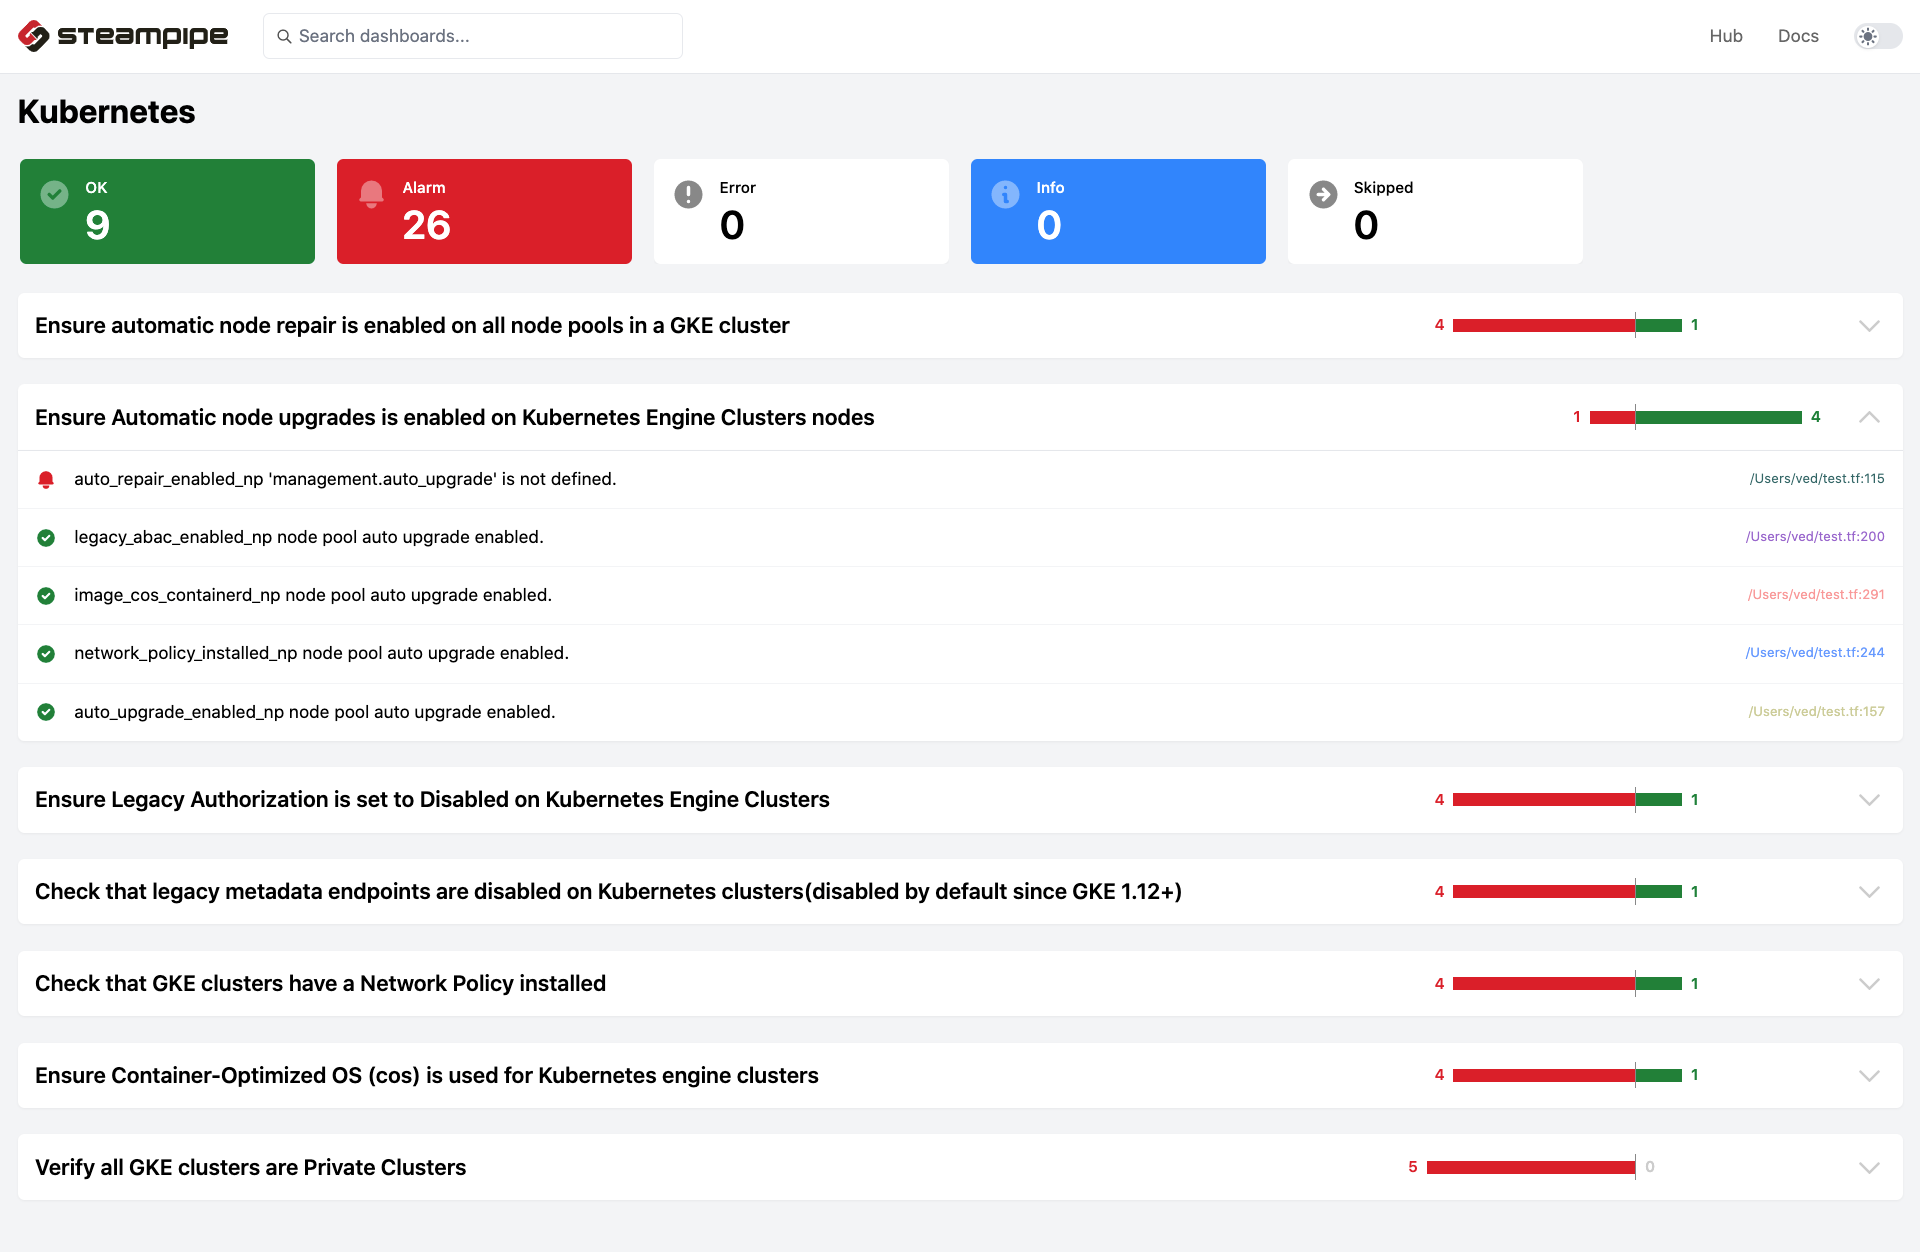 steampipe
Search dashboards...
Hub
Docs
Kubernetes
OK
9
Alarm
26
Error
0
Info
0
Skipped
0
Ensure automatic node repair is enabled on all node pools in a GKE cluster
4 1
Ensure Automatic node upgrades is enabled on Kubernetes Engine Clusters nodes
1 4
auto_repair_enabled_np 'management.auto_upgrade' is not defined.
/Users/ved/test.tf:115
legacy_abac_enabled_np node pool auto upgrade enabled.
/Users/ved/test.tf:200
image_cos_containerd_np node pool auto upgrade enabled.
/Users/ved/test.tf:291
network_policy_installed_np node pool auto upgrade enabled.
/Users/ved/test.tf:244
auto_upgrade_enabled_np node pool auto upgrade enabled.
/Users/ved/test.tf:157
Ensure Legacy Authorization is set to Disabled on Kubernetes Engine Clusters
4 1
Check that legacy metadata endpoints are disabled on Kubernetes clusters(disabled by default since GKE 1.12+)
4 1
Check that GKE clusters have a Network Policy installed
4 1
Ensure Container-Optimized OS (cos) is used for Kubernetes engine clusters
4 1
Verify all GKE clusters are Private Clusters
5 0